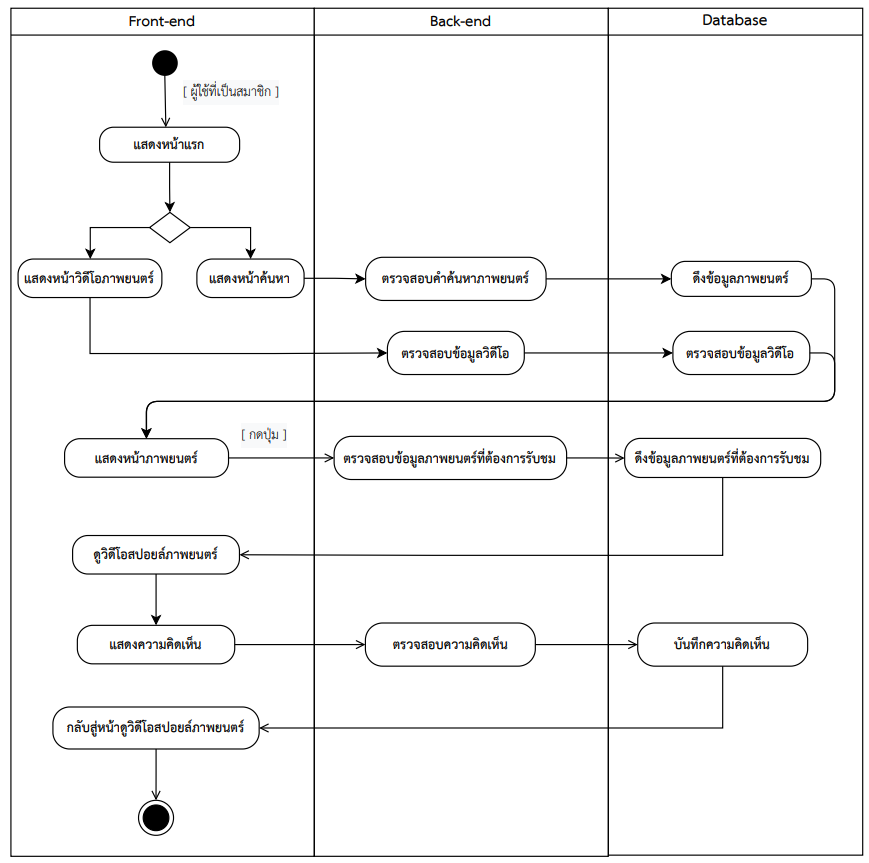 Front-end
Back-end
Database
[ ผู้ใช้ที่เป็นสมาชิก ]
แสดงหน้าแรก
แสดงหน้าวิดีโอภาพยนตร์
แสดงหน้าค้นหา
ตรวจสอบคำค้นหาภาพยนตร์
ดึงข้อมูลภาพยนตร์
ตรวจสอบข้อมูลวิดีโอ
ตรวจสอบข้อมูลวิดีโอ
[ กดปุ่ม ]
แสดงหน้าภาพยนตร์
ตรวจสอบข้อมูลภาพยนตร์ที่ต้องการรับชม
ดึงข้อมูลภาพยนตร์ที่ต้องการรับชม
ดูวิดีโอสปอยล์ภาพยนตร์
แสดงความคิดเห็น
ตรวจสอบความคิดเห็น
บันทึกความคิดเห็น
กลับสู่หน้าดูวิดีโอสปอยล์ภาพยนตร์